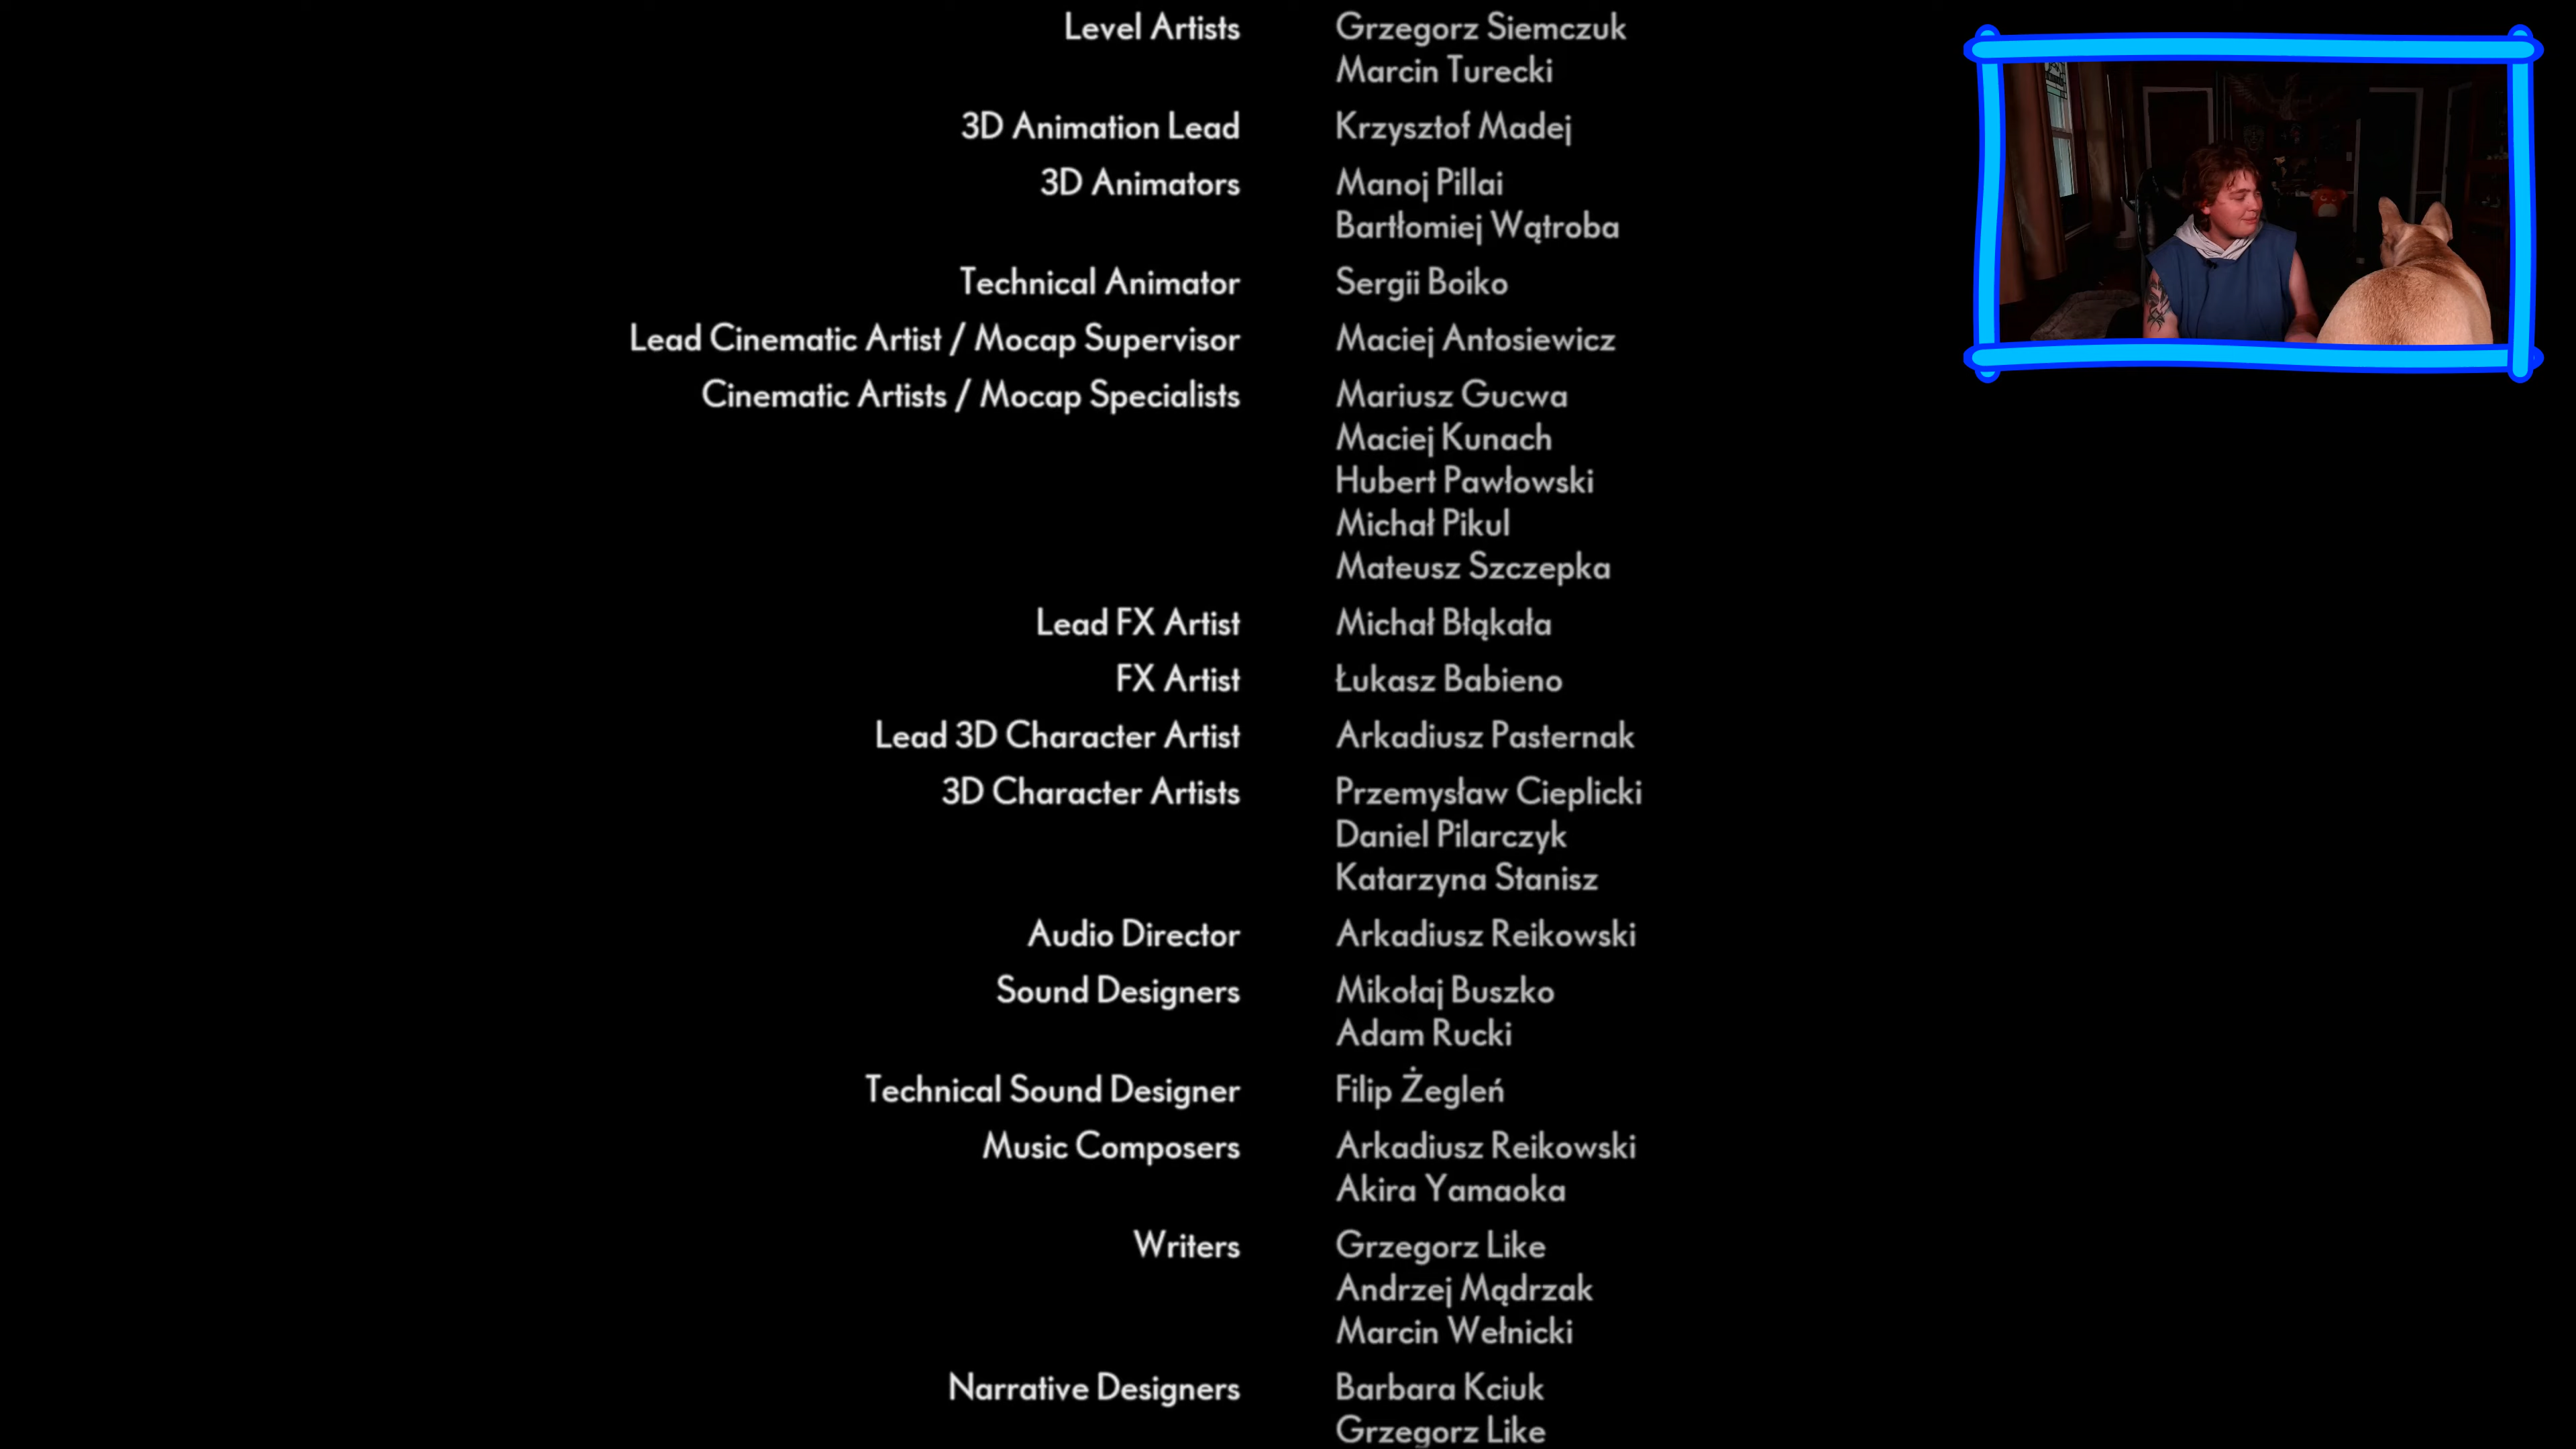 Level Artists Grzegorz Siemczuk
Marcin Turecki
3D Animation Lead Krzysztof Madej
3D Animators Manoj Pillai
Bartłomiej Wątroba
Technical Animator Sergii Boiko
Lead Cinematic Artist / Mocap Supervisor Maciej Antosiewicz
Cinematic Artists / Mocap Specialists Mariusz Gucwa
Maciej Kunach
Hubert Pawłowski
Michał Pikul
Mateusz Szczepka
Lead FX Artist Michał Błąkała
FX Artist Łukasz Babieno
Lead 3D Character Artist Arkadiusz Pasternak
3D Character Artists Przemysław Cieplicki
Daniel Pilarczyk
Katarzyna Stanisz
Audio Director Arkadiusz Reikowski
Sound Designers Mikołaj Buszko
Adam Rucki
Technical Sound Designer Filip Żegleń
Music Composers Arkadiusz Reikowski
Akira Yamaoka
Writers Grzegorz Like
Andrzej Mądrzak
Marcin Wełnicki
Narrative Designers Barbara Kciuk
Grzegorz Like